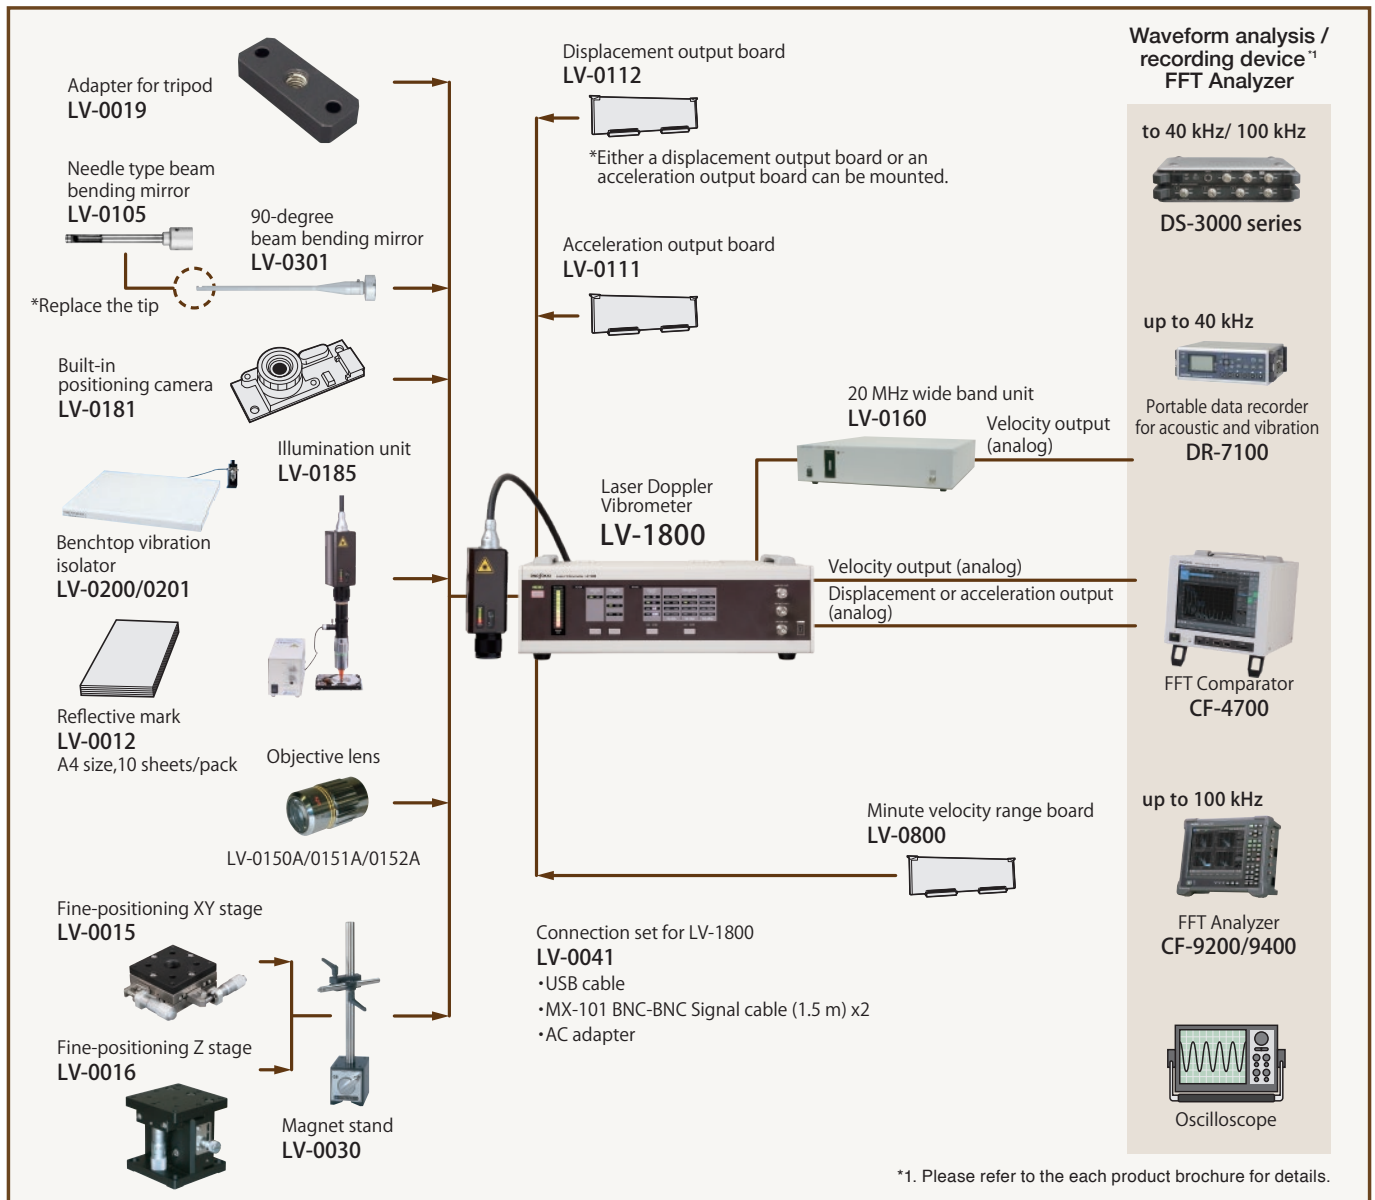 Adapter for tripod
LV-0019
Needle type beam
bending mirror
LV-0105
90-degree
beam bending mirror
LV-0301
*Replace the tip
Built-in
positioning camera
LV-0181
Illumination unit
LV-0185
Benchtop vibration
isolator
LV-0200/0201
Reflective mark
LV-0012
A4 size,10 sheets/pack
Objective lens
LV-0150A/0151A/0152A
Fine-positioning XY stage
LV-0015
Fine-positioning Z stage
LV-0016
Magnet stand
LV-0030
Displacement output board
LV-0112
*Either a displacement output board or an
acceleration output board can be mounted.
Acceleration output board
LV-0111
20 MHz wide band unit
LV-0160
Velocity output
(analog)
Laser Doppler
Vibrometer
LV-1800
Velocity output (analog)
Displacement or acceleration output
(analog)
Minute velocity range board
LV-0800
Connection set for LV-1800
LV-0041
・USB cable
・MX-101 BNC-BNC Signal cable (1.5 m) x2
・AC adapter
Waveform analysis /
recording device *1
FFT Analyzer
to 40 kHz/ 100 kHz
DS-3000 series
up to 40 kHz
Portable data recorder
for acoustic and vibration
DR-7100
FFT Comparator
CF-4700
up to 100 kHz
FFT Analyzer
CF-9200/9400
Oscilloscope
*1. Please refer to the each product brochure for details.